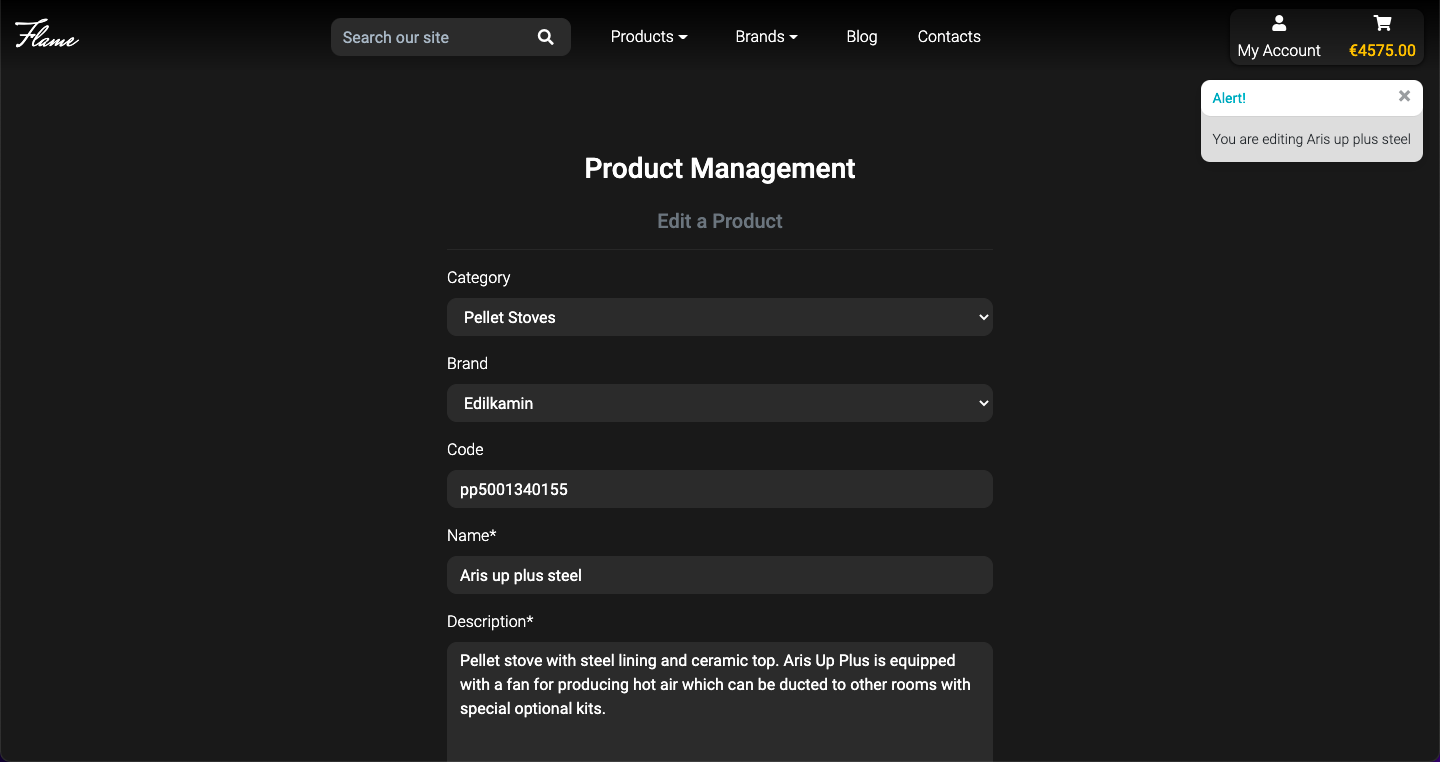 Flame
Search our site
Products
Brands
Blog
Contacts
My Account
€4575.00
Alert!
You are editing Aris up plus steel
Product Management
Edit a Product
Category
Pellet Stoves
Brand
Edilkamin
Code
pp5001340155
Name*
Aris up plus steel
Description*
Pellet stove with steel lining and ceramic top. Aris Up Plus is equipped
with a fan for producing hot air which can be ducted to other rooms with
special optional kits.